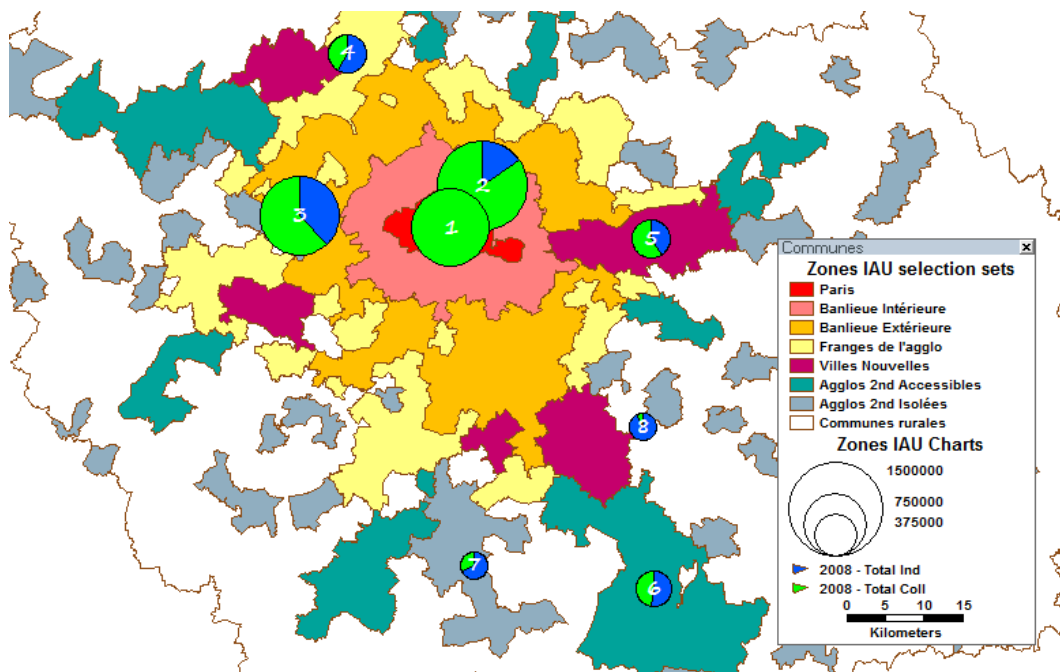 4
2
3
1
5
8
7
6
Communes
Zones IAU selection sets
Paris
Banlieue Intérieure
Banlieue Extérieure
Franges de l'agglo
Villes Nouvelles
Agglos 2nd Accessibles
Agglos 2nd Isolées
Communes rurales
Zones IAU Charts
1500000
750000
375000
2008 - Total Ind
2008 - Total Coll
0 5 10 15
Kilometers